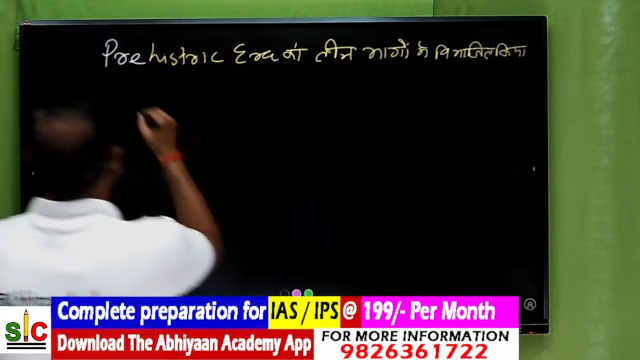 Prehistric Era को तीन भागो मे विभाजित किया
Complete preparation for IAS / IPS @ 199/- Per Month
Download The Abhiyaan Academy App
FOR MORE INFORMATION
9826361722
SIC